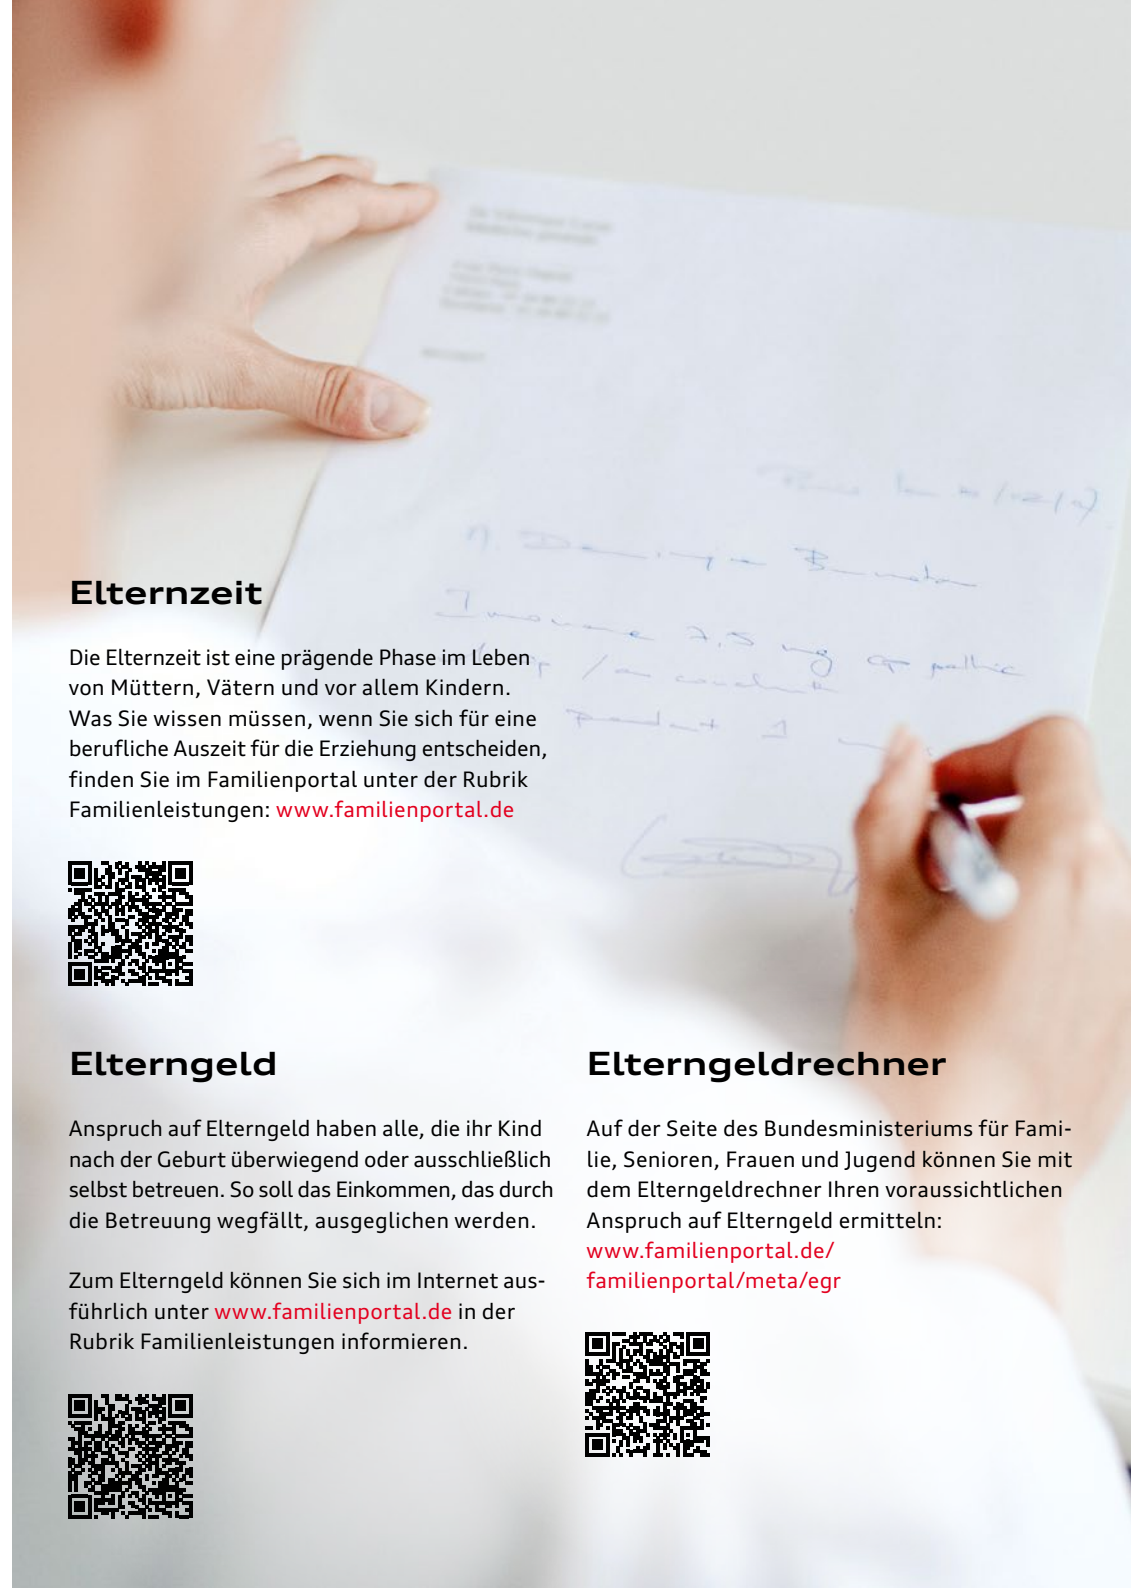 Elternzeit
Die Elternzeit ist eine prägende Phase im Leben
von Müttern, Vätern und vor allem Kindern.
Was Sie wissen müssen, wenn Sie sich für eine
berufliche Auszeit für die Erziehung entscheiden,
finden Sie im Familienportal unter der Rubrik
Familienleistungen: www.familienportal.de
Elterngeld
Anspruch auf Elterngeld haben alle, die ihr Kind
nach der Geburt überwiegend oder ausschließlich
selbst betreuen. So soll das Einkommen, das durch
die Betreuung wegfällt, ausgeglichen werden.
Zum Elterngeld können Sie sich im Internet aus-
führlich unter www.familienportal.de in der
Rubrik Familienleistungen informieren.
Elterngeldrechner
Auf der Seite des Bundesministeriums für Fami-
lie, Senioren, Frauen und Jugend können Sie mit
dem Elterngeldrechner Ihren voraussichtlichen
Anspruch auf Elterngeld ermitteln:
www.familienportal.de/
familienportal/meta/egr
2,5 mg
1